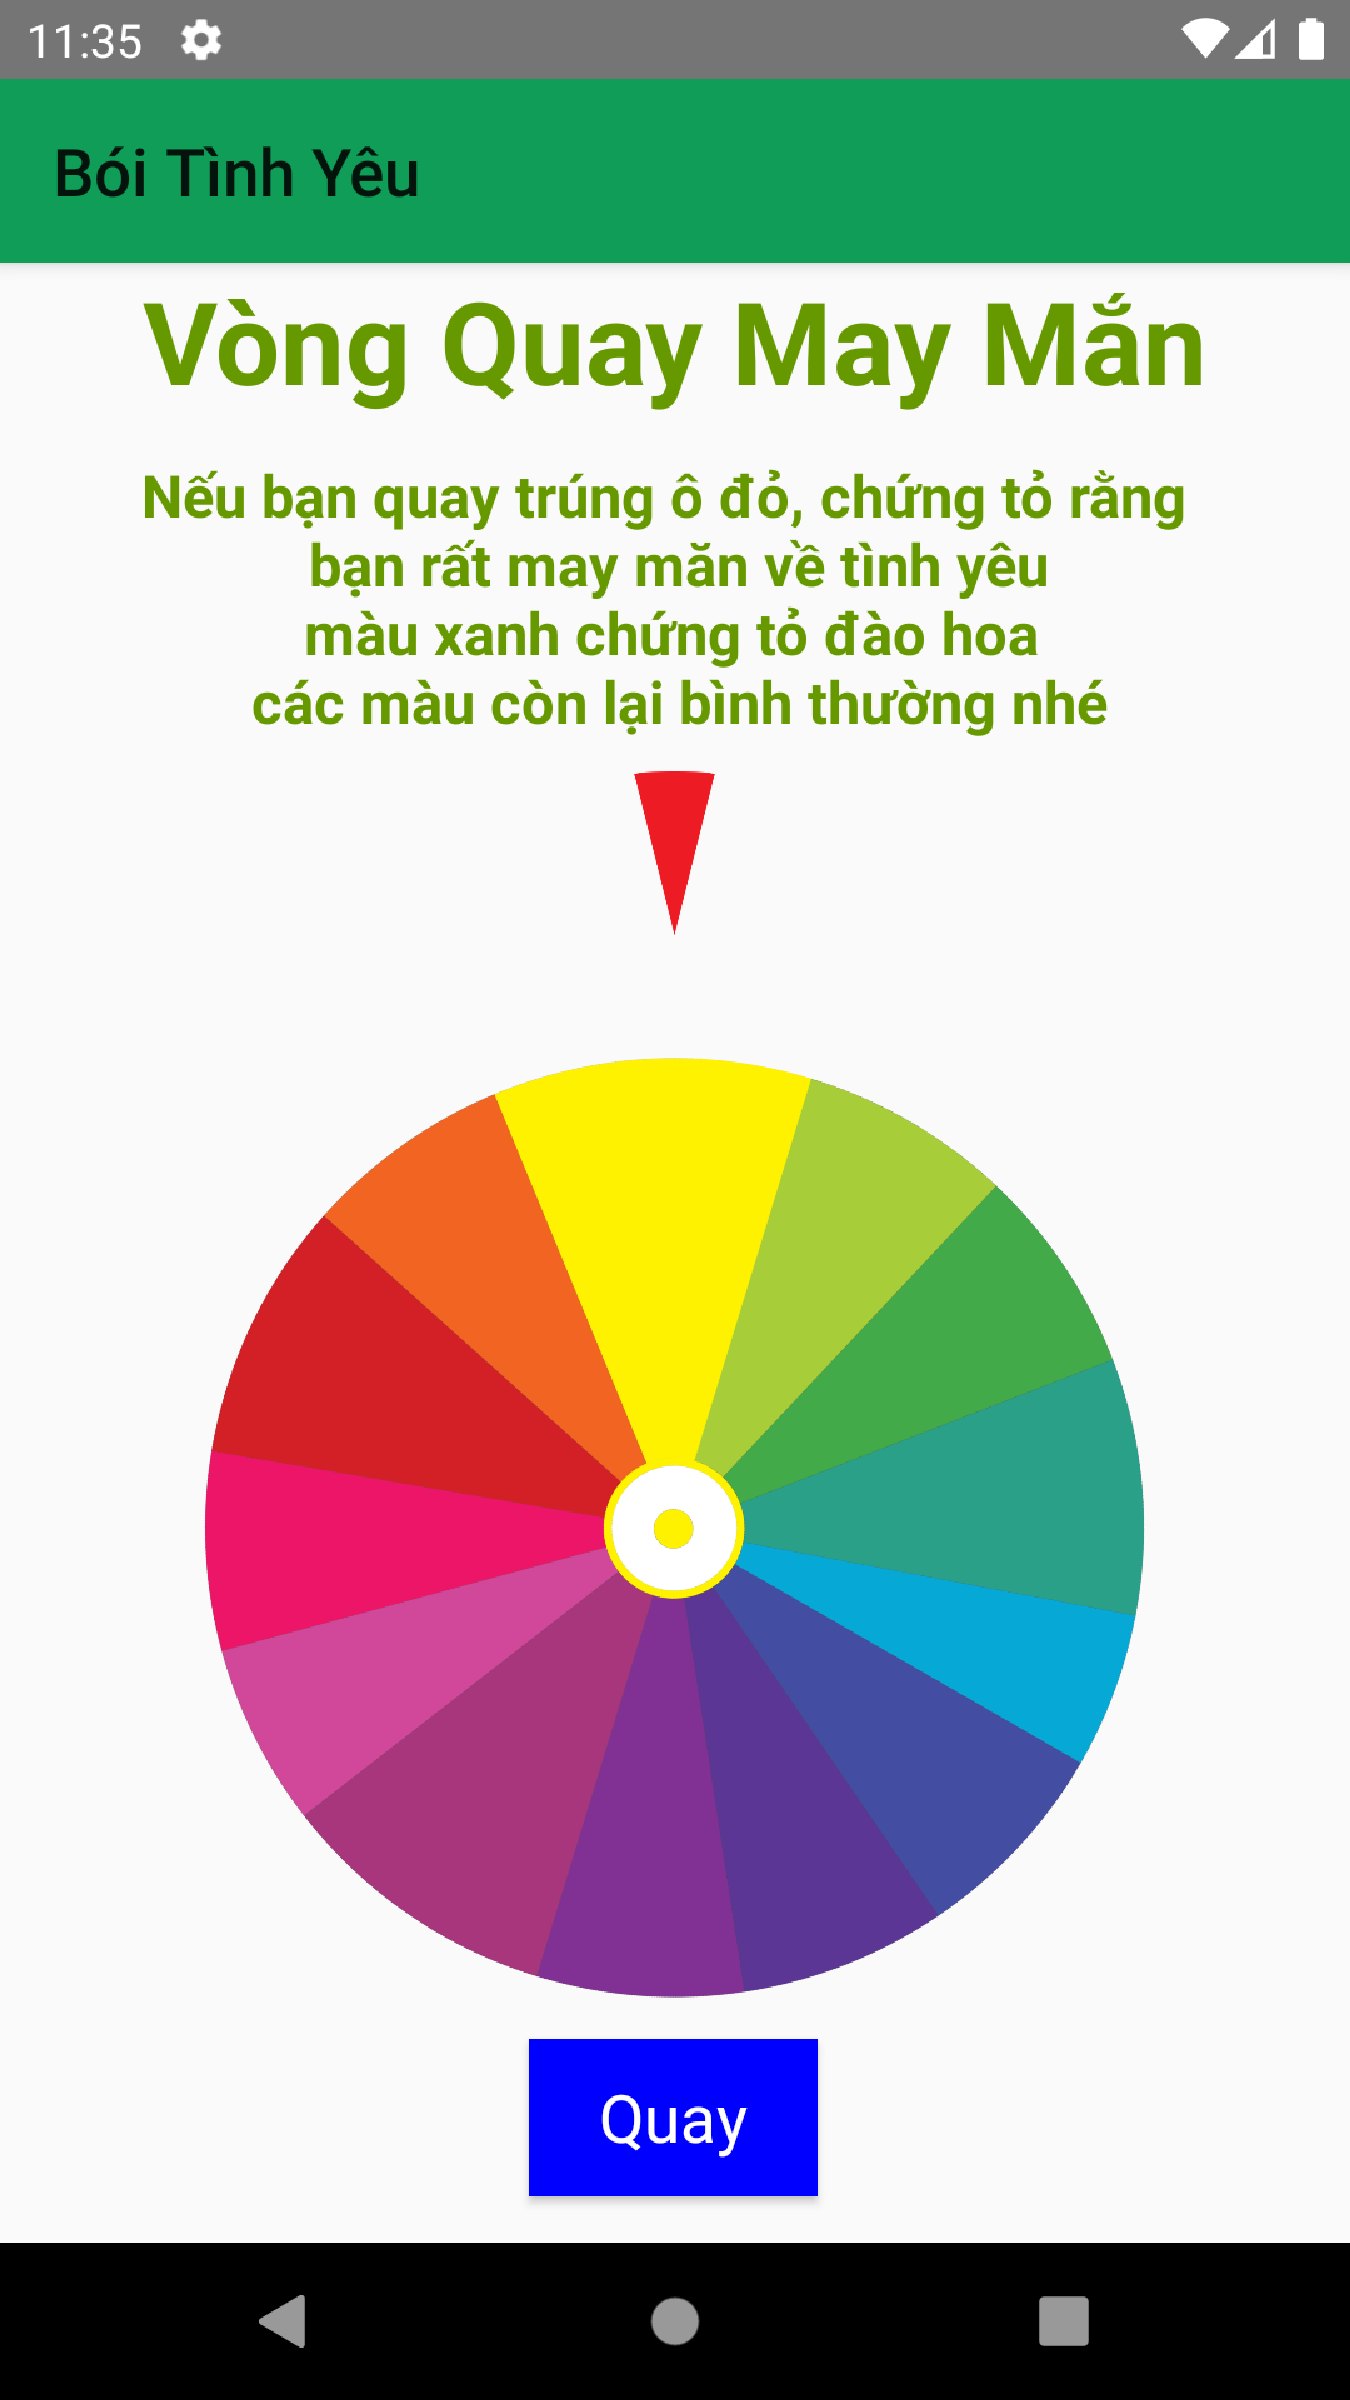 11:35
Bói Tình Yêu
Vòng Quay May Mắn
Nếu bạn quay trúng ô đỏ, chứng tỏ rằng
bạn rất may măn về tình yêu
màu xanh chứng tỏ đào hoa
các màu còn lại bình thường nhé
Quay